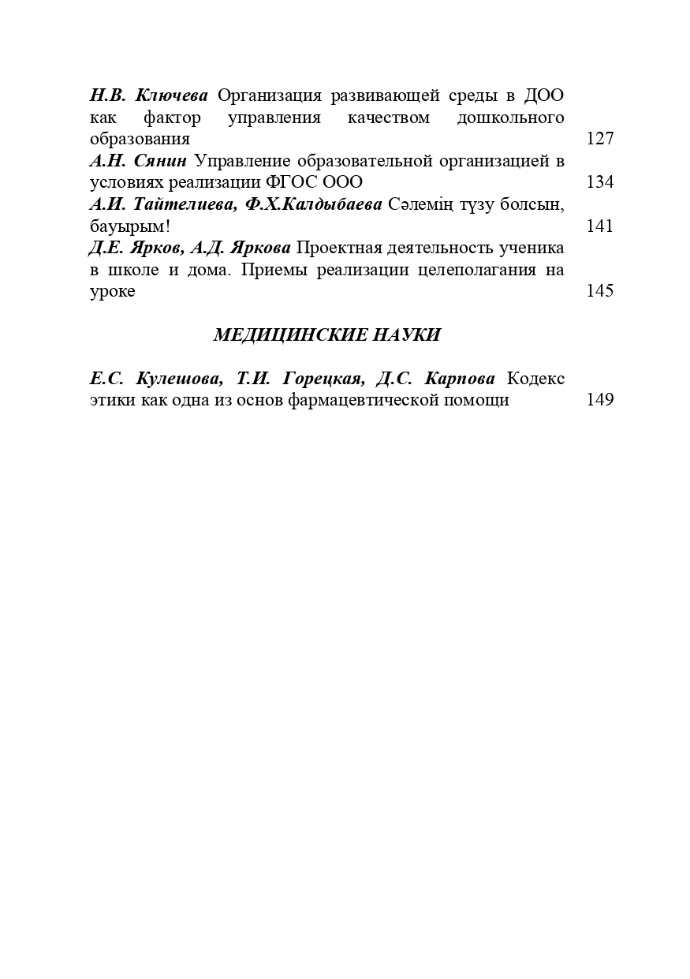 Н.В. Ключева Организация развивающей среды в ДОО
как фактор управления качеством дошкольного
образования 127
А.Н. Сянин Управление образовательной организацией в
условиях реализации ФГОС ООО 134
А.И. Тайтелиева, Ф.Х.Калдыбаева Сәлемің түзу болсын,
бауырым! 141
Д.Е. Ярков, А.Д. Яркова Проектная деятельность ученика
в школе и дома. Приемы реализации целеполагания на
уроке 145
МЕДИЦИНСКИЕ НАУКИ
Е.С. Кулешова, Т.И. Горецкая, Д.С. Карпова Кодекс
этики как одна из основ фармацевтической помощи 149